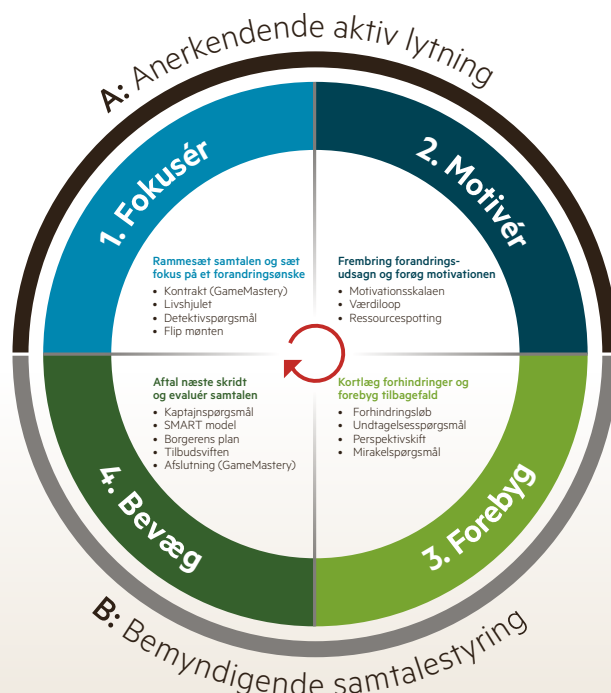 A: Anerkendende aktiv lytning
1. Fokusér
2. Motivér
Rammesæt samtalen og sæt
fokus på et forandringsønske
• Kontrakt (GameMastery)
• Livshjulet
• Detektivspørgsmål
• Flip mønten
Frembring forandrings-
udsagn og forøg motivationen
• Motivationsskalaen
• Værdiloop
• Ressourcespotting
Aftal næste skridt
og evaluér samtalen
• Kaptajnspørgsmål
• SMART model
• Borgerens plan
• Tilbudsviften
• Afslutning (GameMastery)
Kortlæg forhindringer og
forebyg tilbagefald
• Forhindringsløb
• Undtagelsesspørgsmål
• Perspektivskift
• Mirakelspørgsmål
4. Bevæg
3. Forebyg
B: Bemyndigende samtalestyring